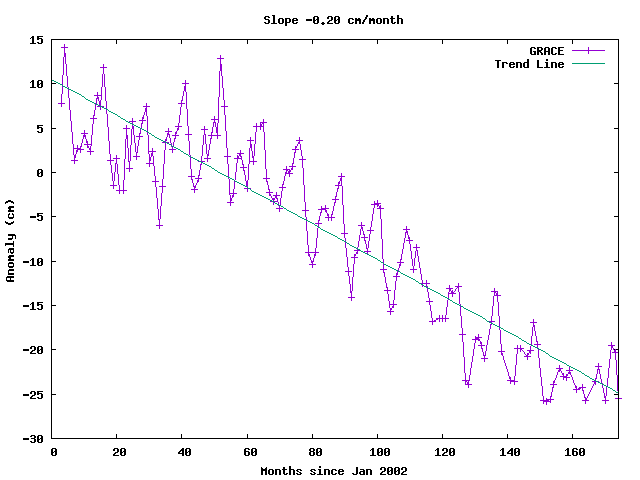 Slope -0.20 cm/month
GRACE
Trend Line
15
10
5
0
-5
-10
-15
-20
-25
-30
Anomaly (cm)
0 20 40 60 80 100 120 140 160
Months since Jan 2002